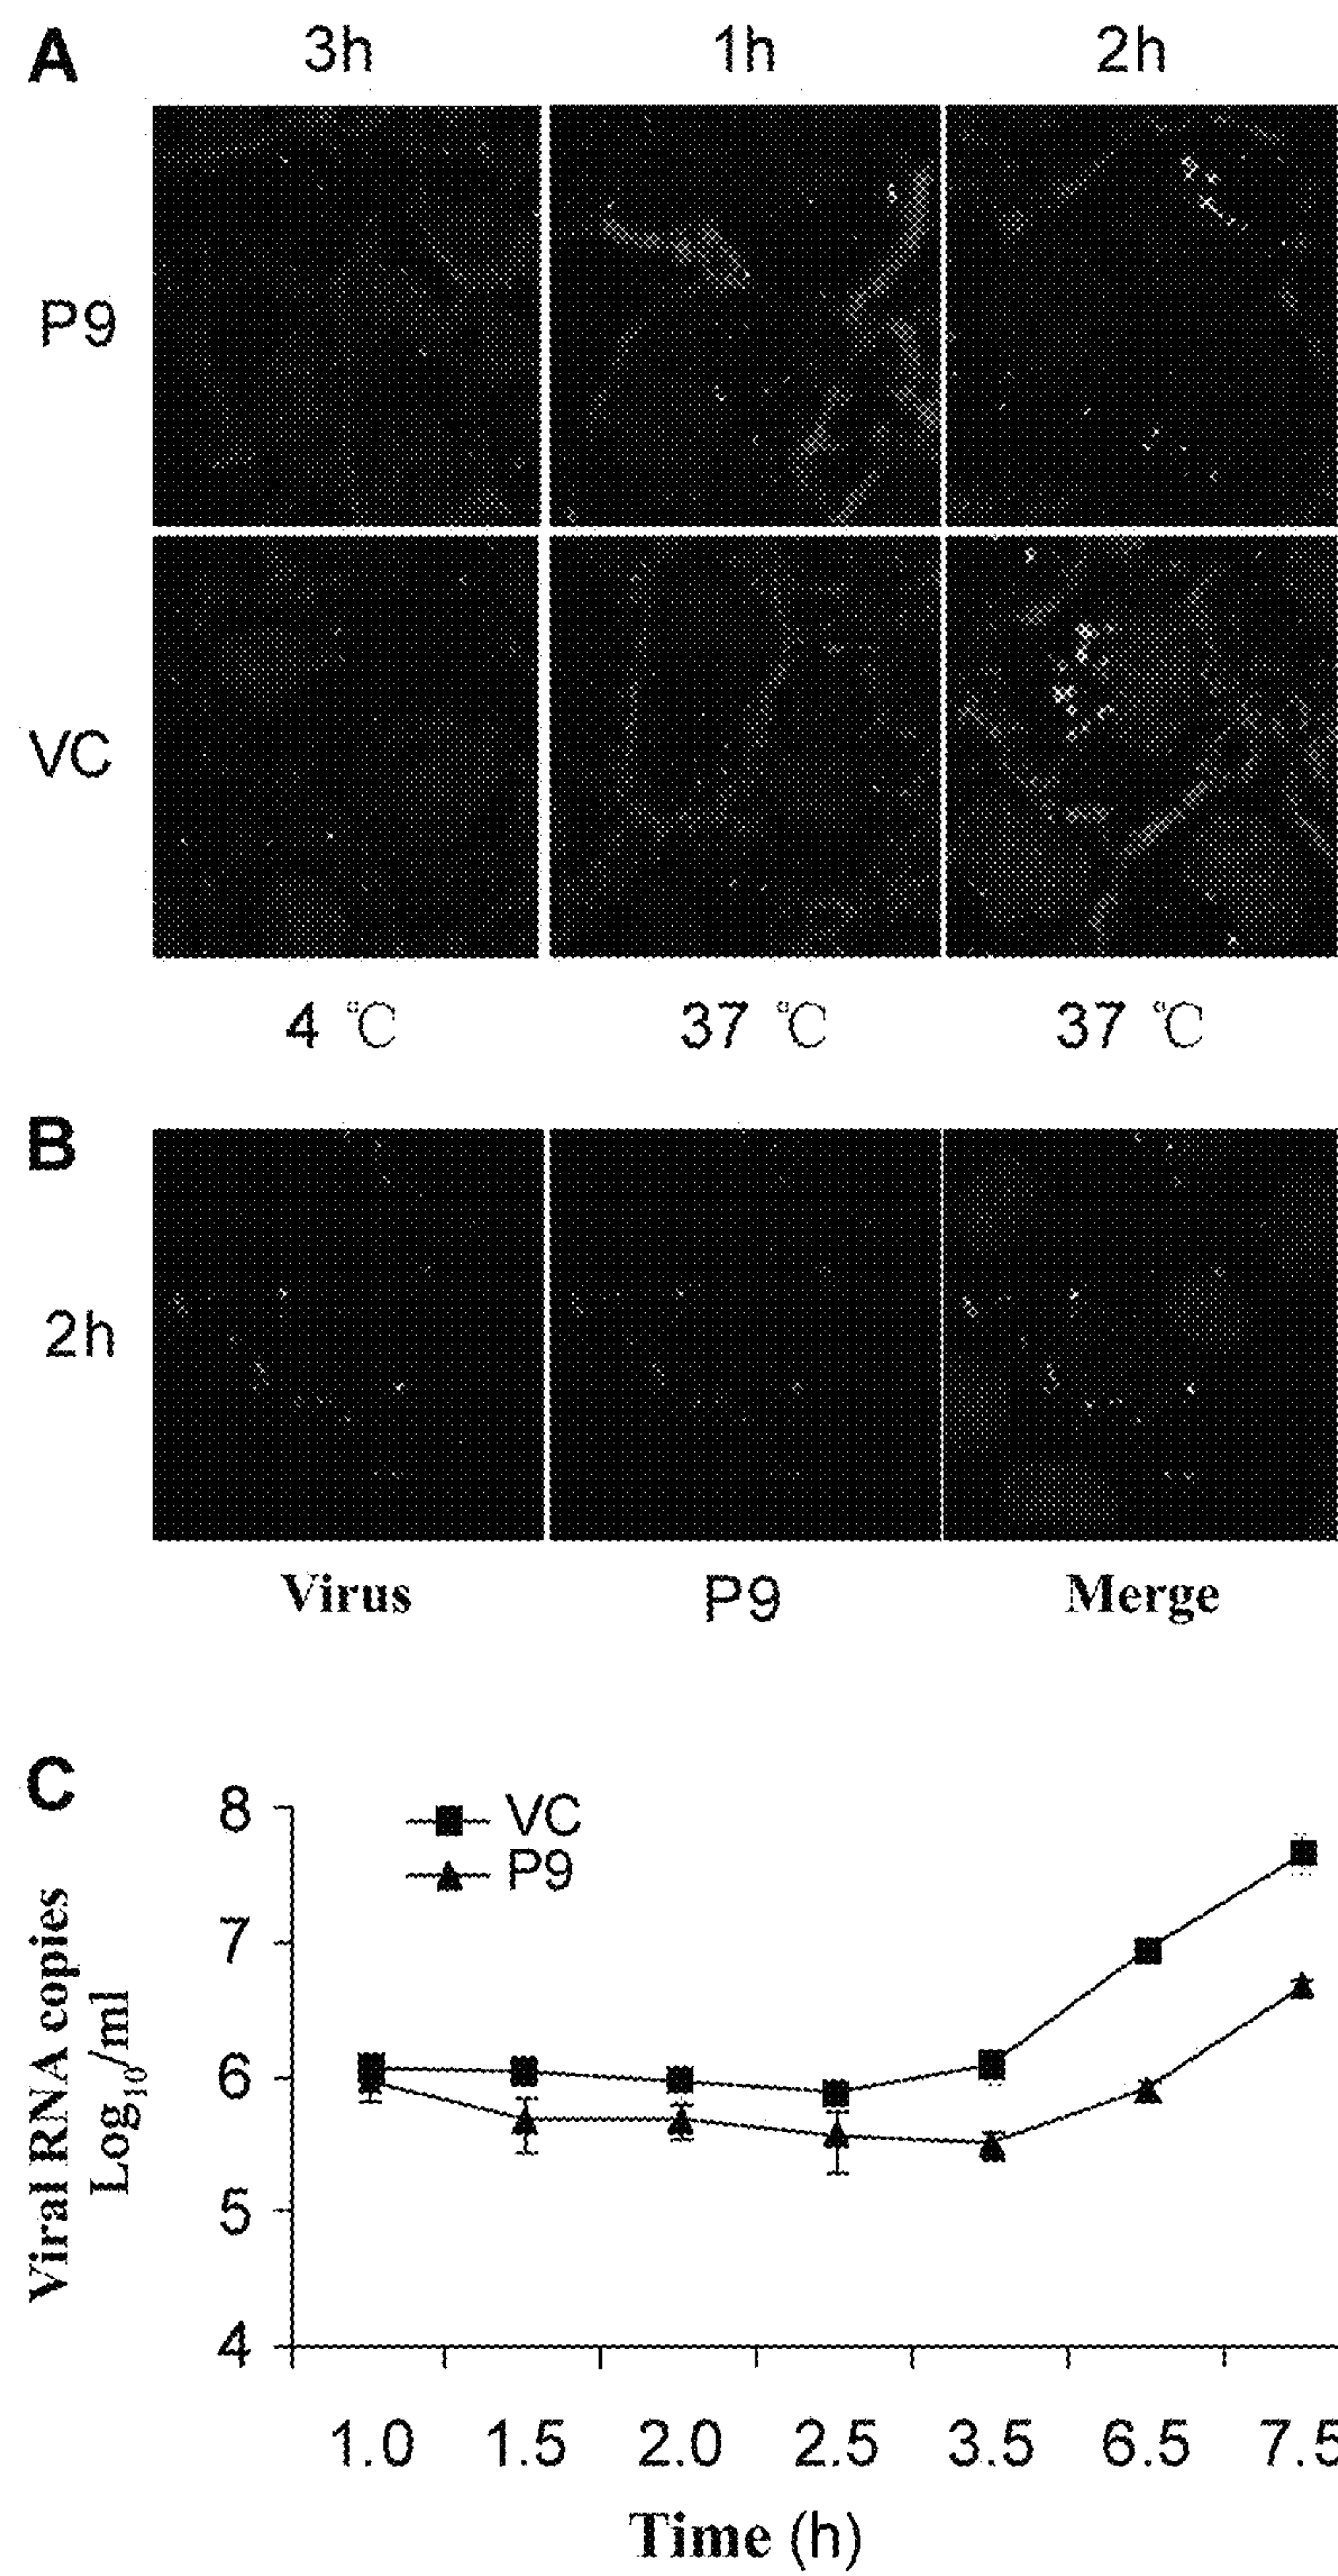 A
3h 1h 2h
P9
VC
4 ℃ 37 ℃ 37 ℃
B
2h
Virus P9 Merge
C
VC
P9
Viral RNA copies
Log10/ml
8
7
6
5
4
1.0 1.5 2.0 2.5 3.5 6.5 7.5
Time (h)